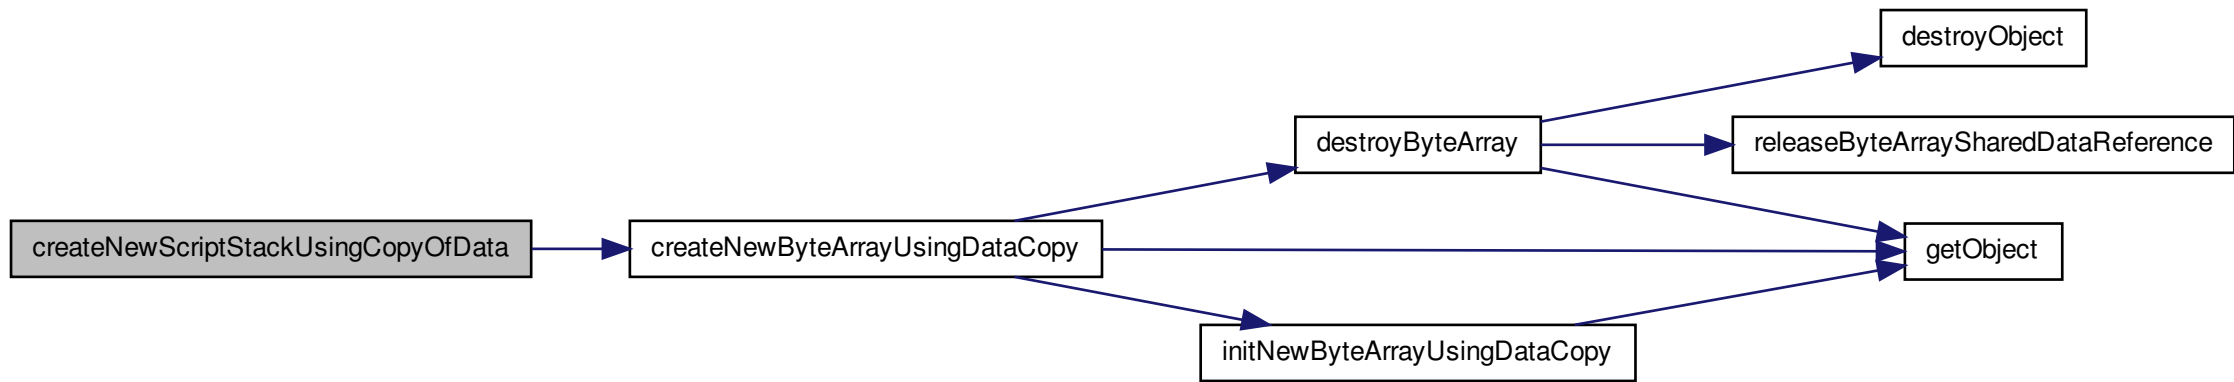 createNewScriptStackUsingCopyOfData
createNewByteArrayUsingDataCopy
destroyByteArray
initNewByteArrayUsingDataCopy
destroyObject
releaseByteArraySharedDataReference
getObject